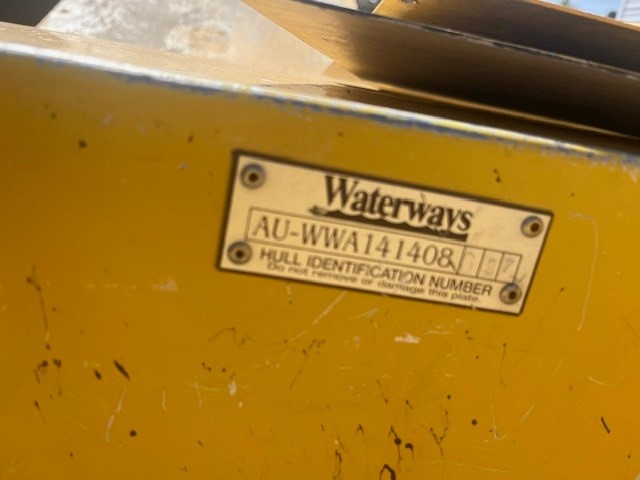 Waterways
AU-WWA141408
HULL IDENTIFICATION NUMBER
Do not remove or damage this plate.